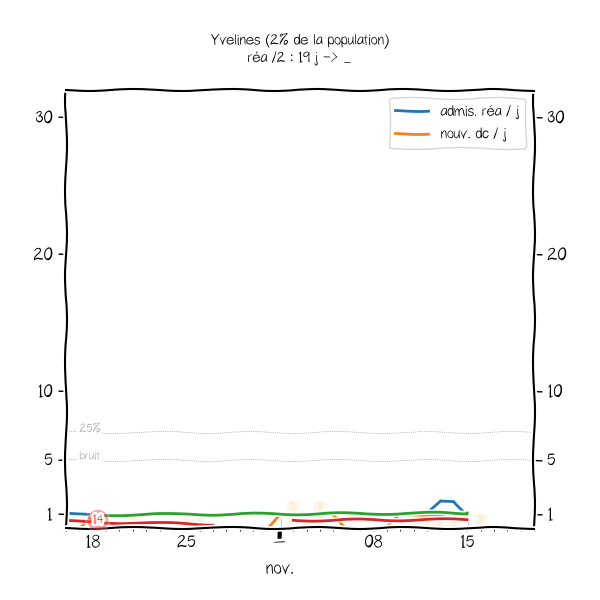 Yvelines (2% de la population)
réa /2 : 19 j -> _
admis. réa / j
nouv. dc / j
30
30
20
20
10
10
25%
5
bruit
5
1
14
1
18
25
1
08
15
nov.